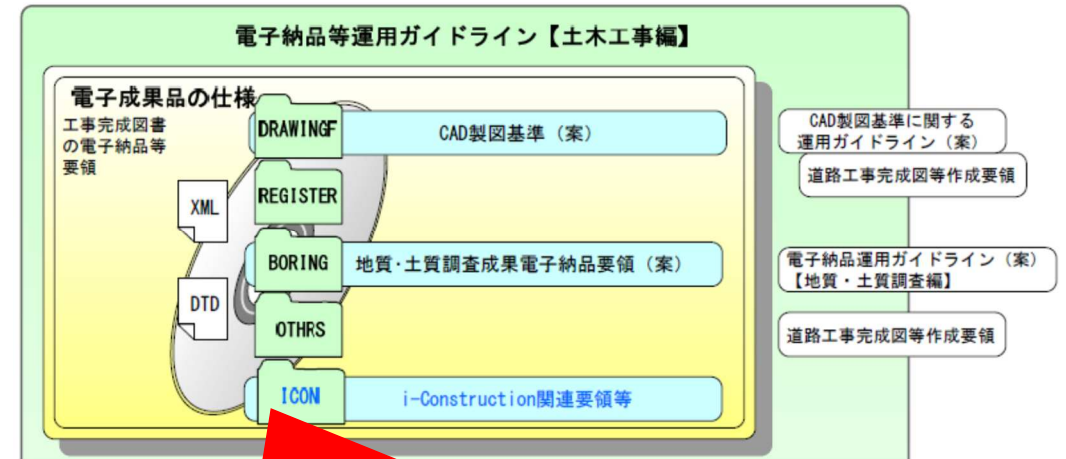 電子納品等運用ガイドライン【土木工事編】
電子成果品の仕様
工事完成図書
の電子納品等
要領
XML
DTD
DRAWINGF
CAD製図基準（案）
REGISTER
BORING
地質・土質調査成果電子納品要領（案）
OTHRS
ICON
i-Construction関連要領等
CAD製図基準に関する
運用ガイドライン（案）
道路工事完成図等作成要領
電子納品運用ガイドライン（案）
【地質・土質調査編】
道路工事完成図等作成要領